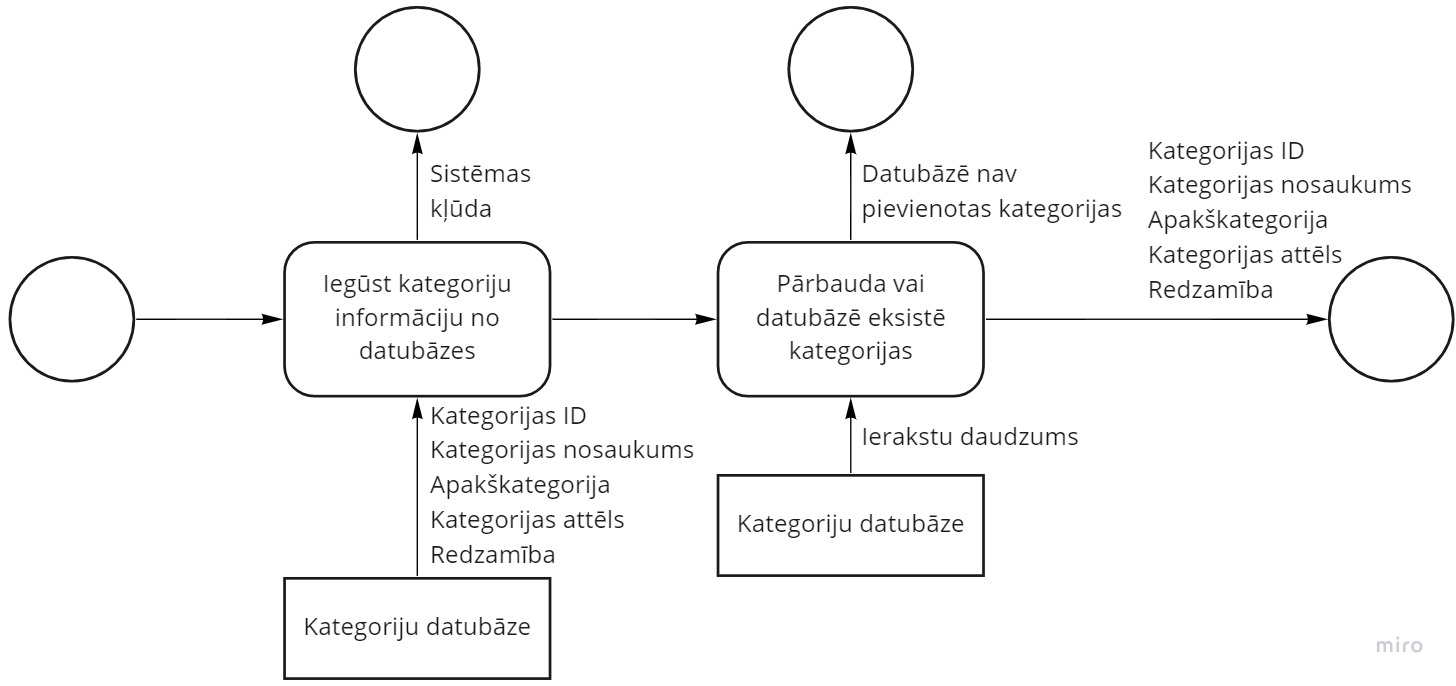 Sistēmas
kļūda
Datubāzē nav
pievienotas kategorijas
Kategorijas ID
Kategorijas nosaukums
Apakškategorija
Kategorijas attēls
Redzamība
Iegūst kategoriju
informāciju no
datubāzes
Pārbauda vai
datubāzē eksistē
kategorijas
Kategorijas ID
Kategorijas nosaukums
Apakškategorija
Kategorijas attēls
Redzamība
Ierakstu daudzums
Kategoriju datubāze
Kategoriju datubāze
miro